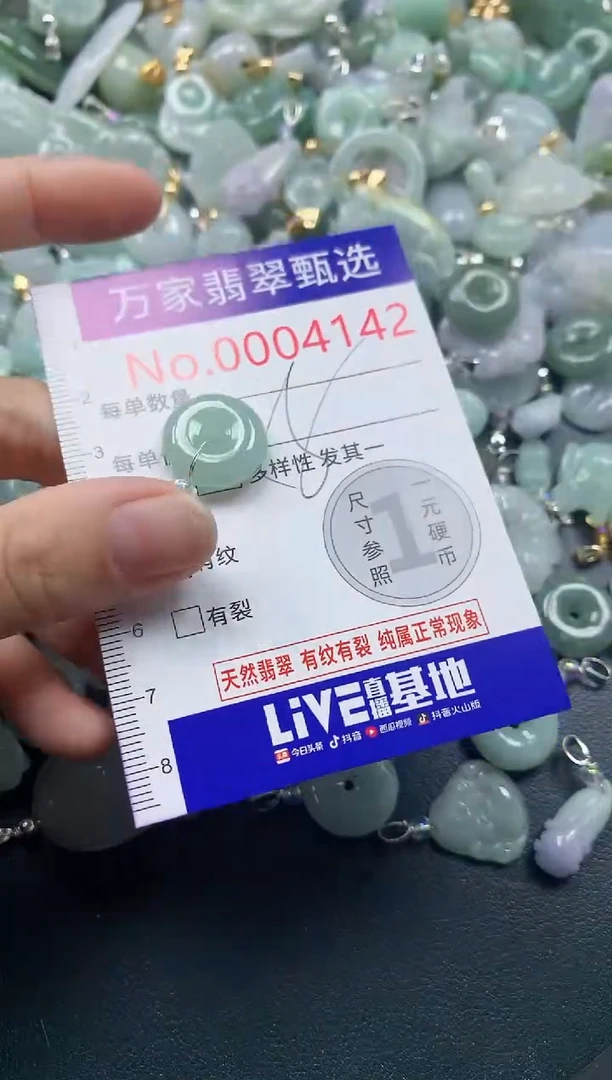 万家翡翠甄选
No.0004142
2
每单数量
3
每单
多样性 发其一
尺寸参照
1
一元硬币
有纹
6
有裂
天然翡翠 有纹有裂 纯属正常现象
7
LiVE直播基地
今日头条 抖音 西瓜视频 抖音火山版
8